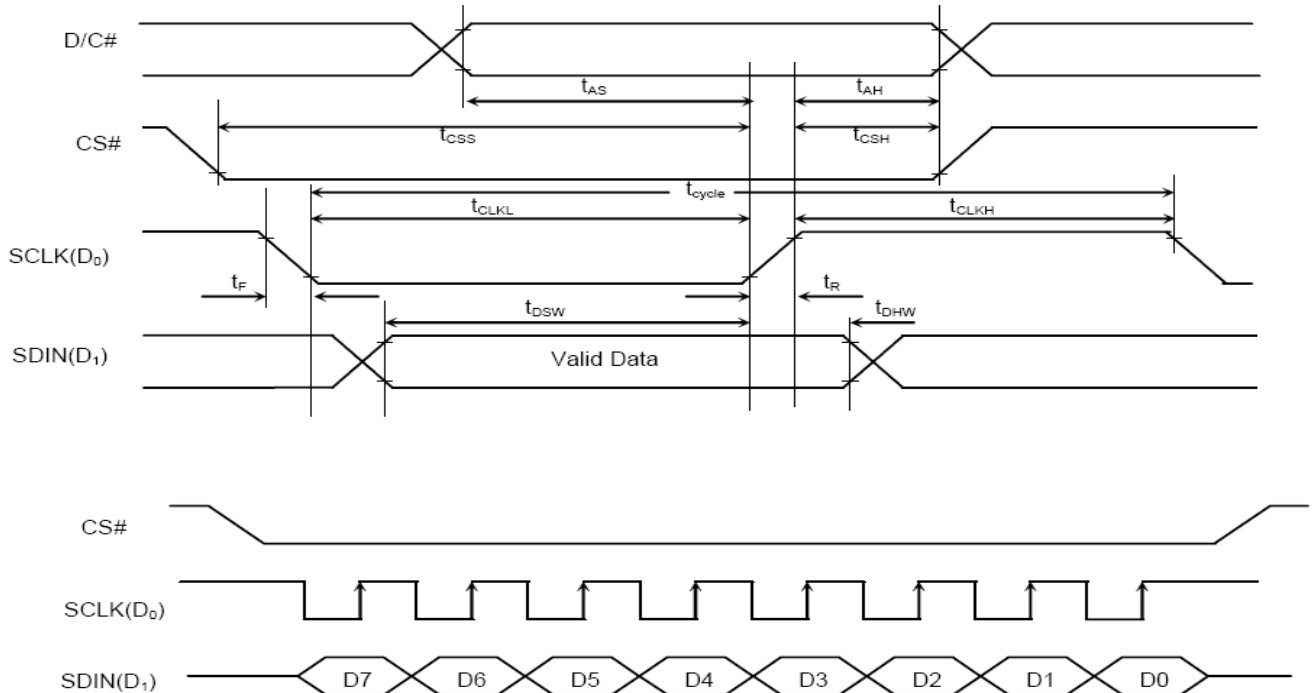 D/C#
tAS
tAH
CS#
tCSS
tCSH
tcycle
tCLKL
tCLKH
SCLK(D0)
tF
tR
tDSW
tDHW
SDIN(D1)
Valid Data
CS#
SCLK(D0)
SDIN(D1)
D7 D6 D5 D4 D3 D2 D1 D0